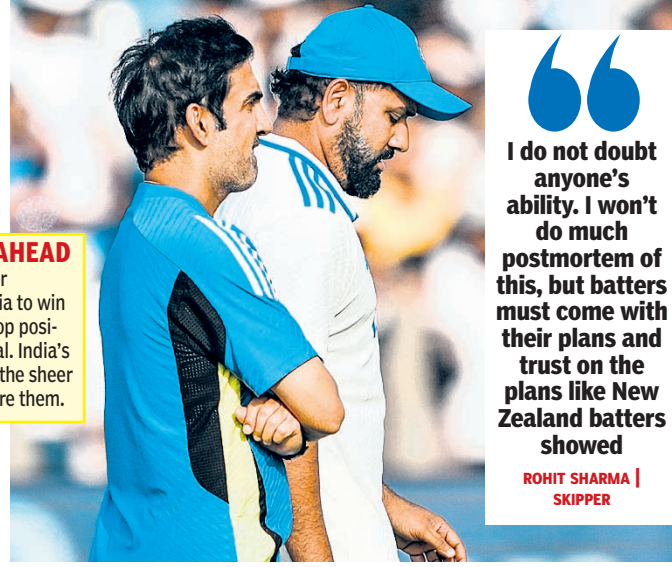 AHEAD
r
ia to win
op posi-
al. India's
the sheer
re them.
I do not doubt
anyone's
ability. I won't
do much
postmortem of
this, but batters
must come with
their plans and
trust on the
plans like New
Zealand batters
showed
ROHIT SHARMA |
SKIPPER